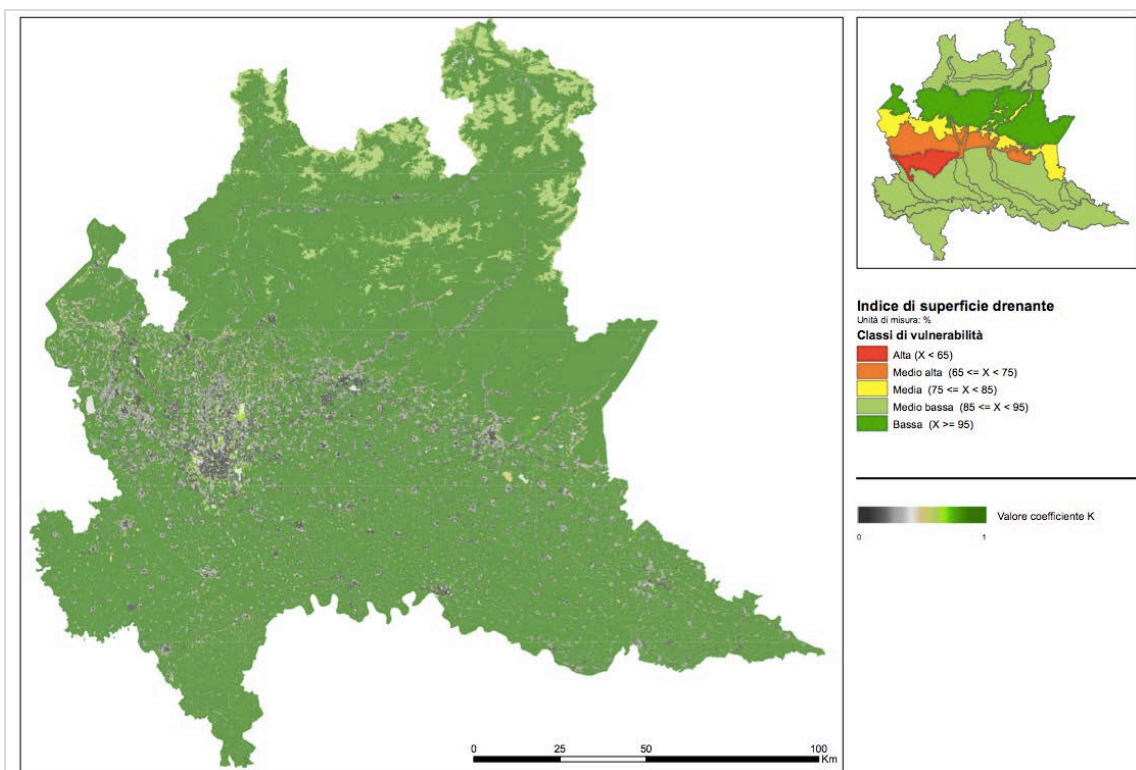 Indice di superficie drenante
Unità di misura: %
Classi di vulnerabilità
Alta (X < 65)
Medio alta (65 <= X < 75)
Media (75 <= X < 85)
Medio bassa (85 <= X < 95)
Bassa (X >= 95)
Valore coefficiente K
0 1
0 25 50 100
Km